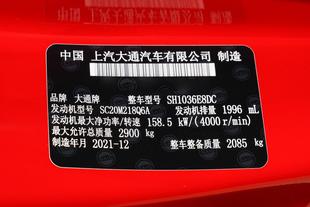 中国 上汽大通汽车有限公司 制造
品牌 大通牌 整车型号 SH1036E8DC
发动机型号 SC20M218Q6A 发动机排量 1996 mL
发动机最大净功率/转速 158.5 kW/(4000 r/min)
最大允许总质量 2900 kg
制造年月 2021-12 整车整备质量 2085 kg